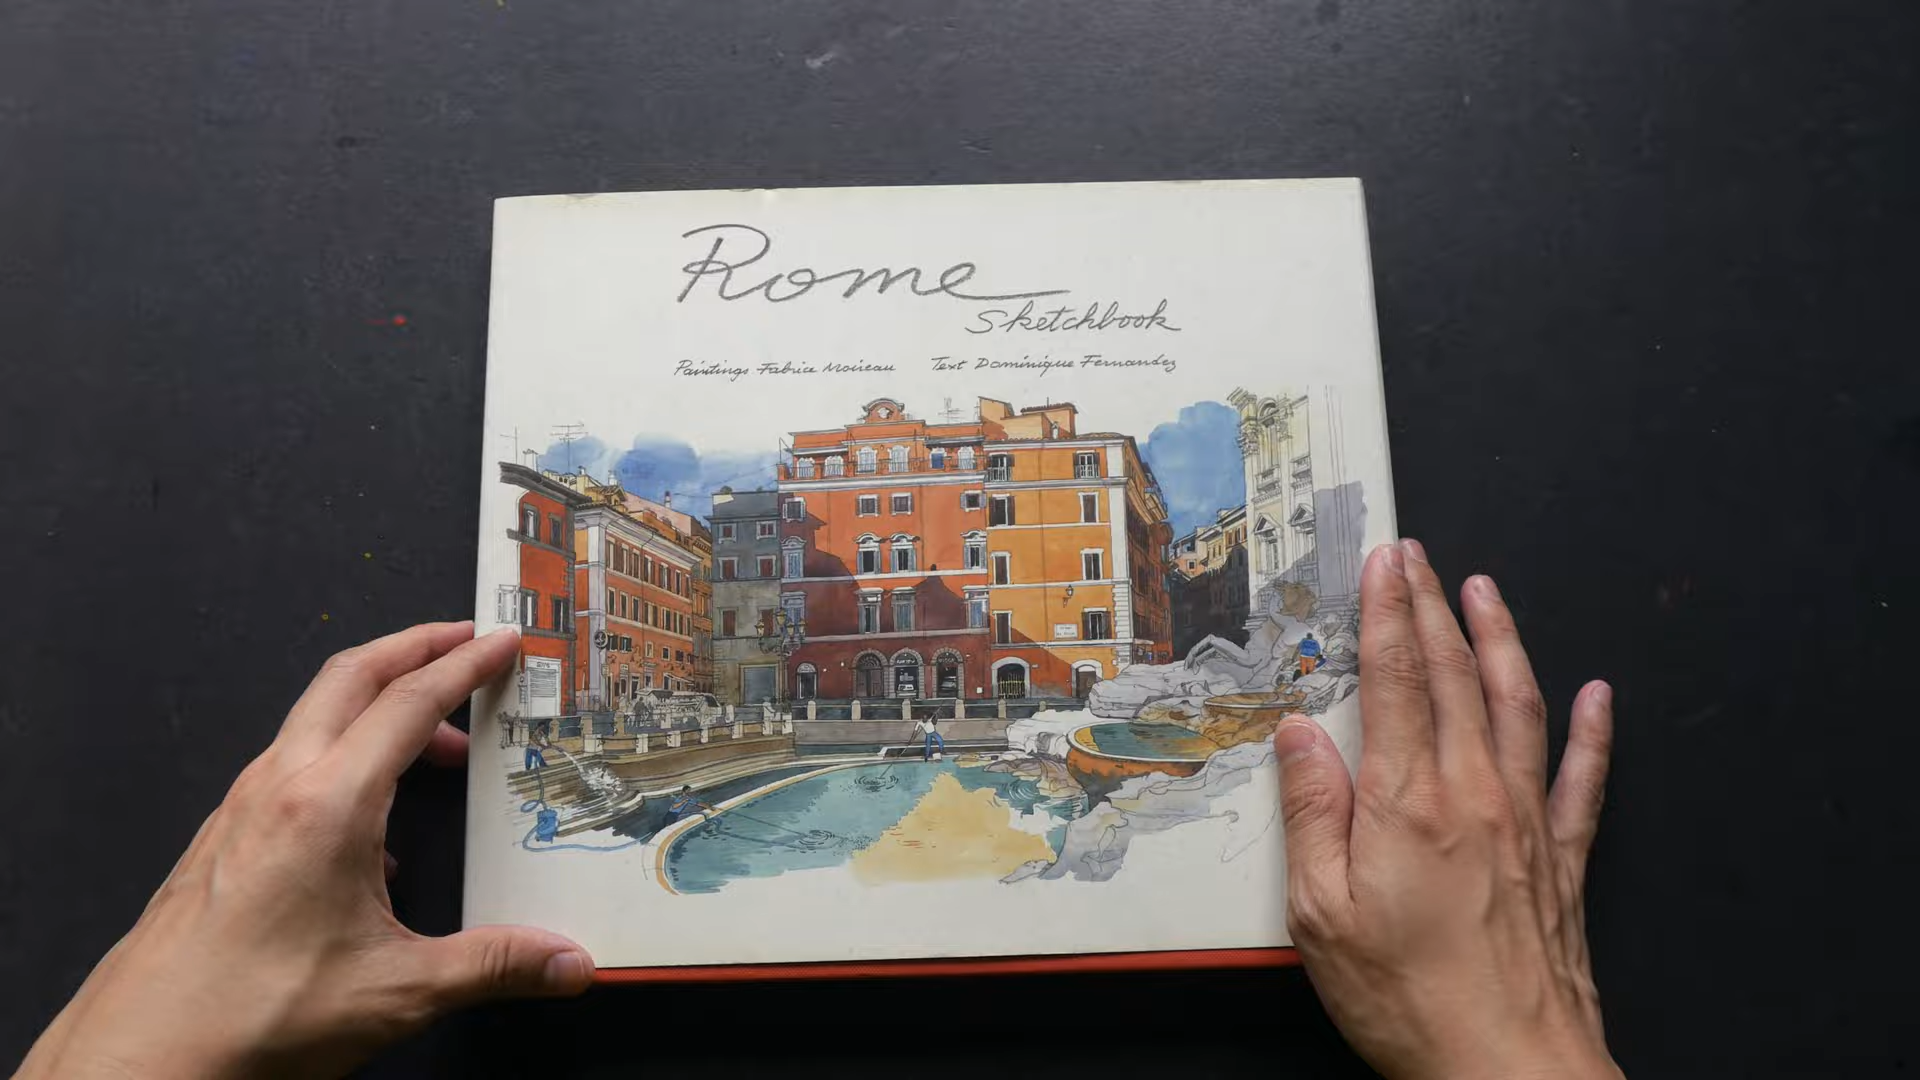 Rome
Sketchbook
Paintings Fabrice Moireau Text Dominique Fernandez